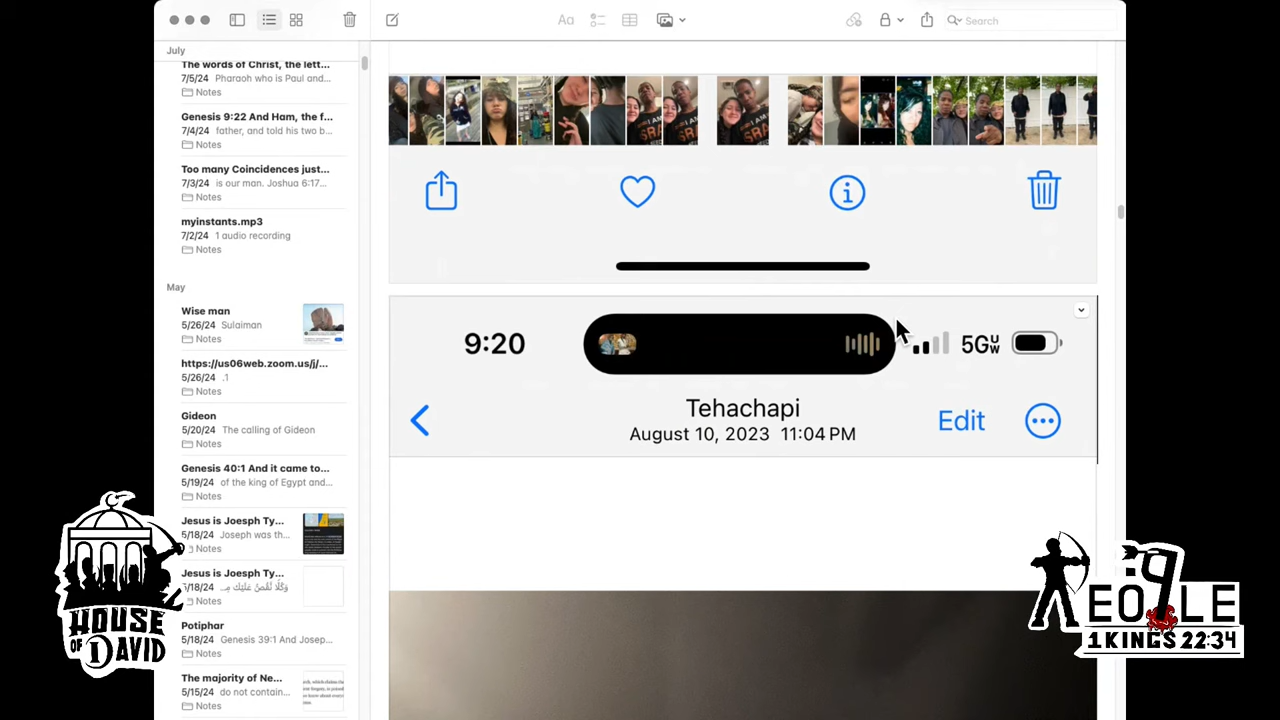 Aa
Search
July
The words of Christ, the lett...
7/5/24 Pharaoh who is Paul and...
Notes
Genesis 9:22 And Ham, the f...
7/4/24 father, and told his two b...
Notes
Too many Coincidences just...
7/3/24 is our man. Joshua 6:17...
Notes
myinstants.mp3
7/2/24 1 audio recording
Notes
May
Wise man
5/26/24 Sulaiman
Notes
https://us06web.zoom.us/j/...
5/26/24 .1
Notes
Gideon
5/20/24 The calling of Gideon
Notes
Genesis 40:1 And it came to...
5/19/24 of the king of Egypt and...
Notes
Jesus is Joesph Ty...
5/18/24 Joseph was th...
Notes
Jesus is Joesph Ty...
5/18/24
Notes
Potiphar
5/18/24 Genesis 39:1 And Josep...
Notes
The majority of Ne...
5/15/24 do not contain...
Notes
9:20
5G
Tehachapi
August 10, 2023 11:04 PM
Edit
HOUSE
OF DAVID
1 KINGS 22:34